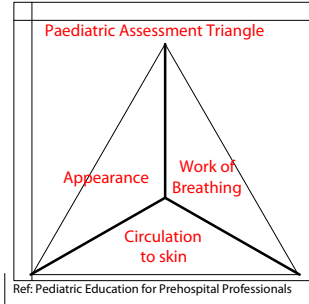 Paediatric Assessment Triangle
Appearance
Work of
Breathing
Circulation
to skin
Ref: Pediatric Education for Prehospital Professionals